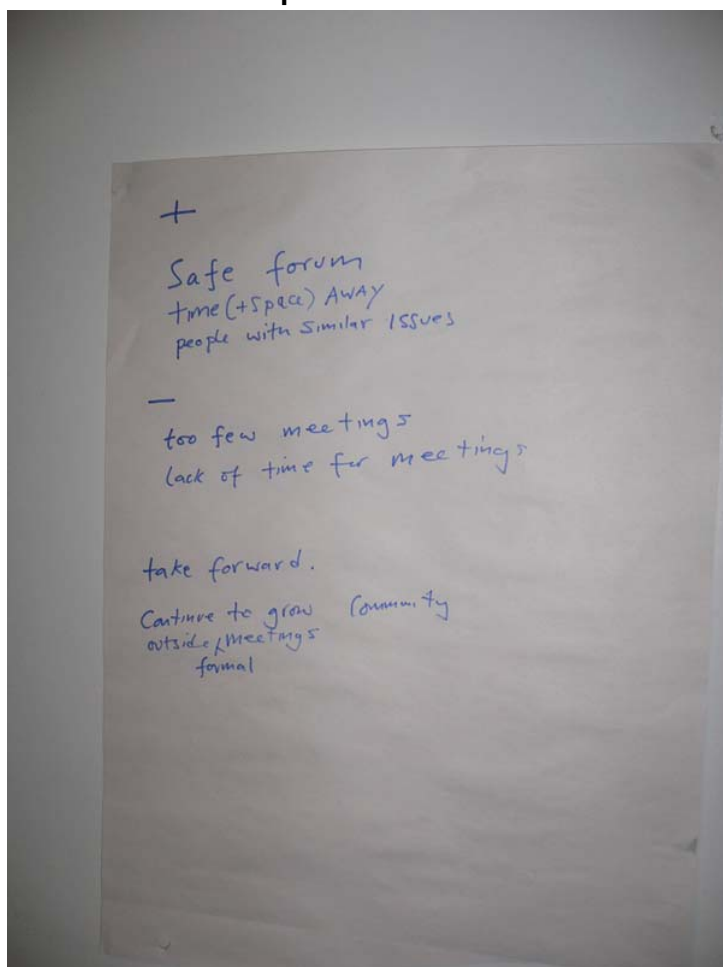 +
Safe forum
time (+space) AWAY
people with similar issues
—
too few meetings
lack of time for meetings
take forward.
Continue to grow Community
outside meetings
formal